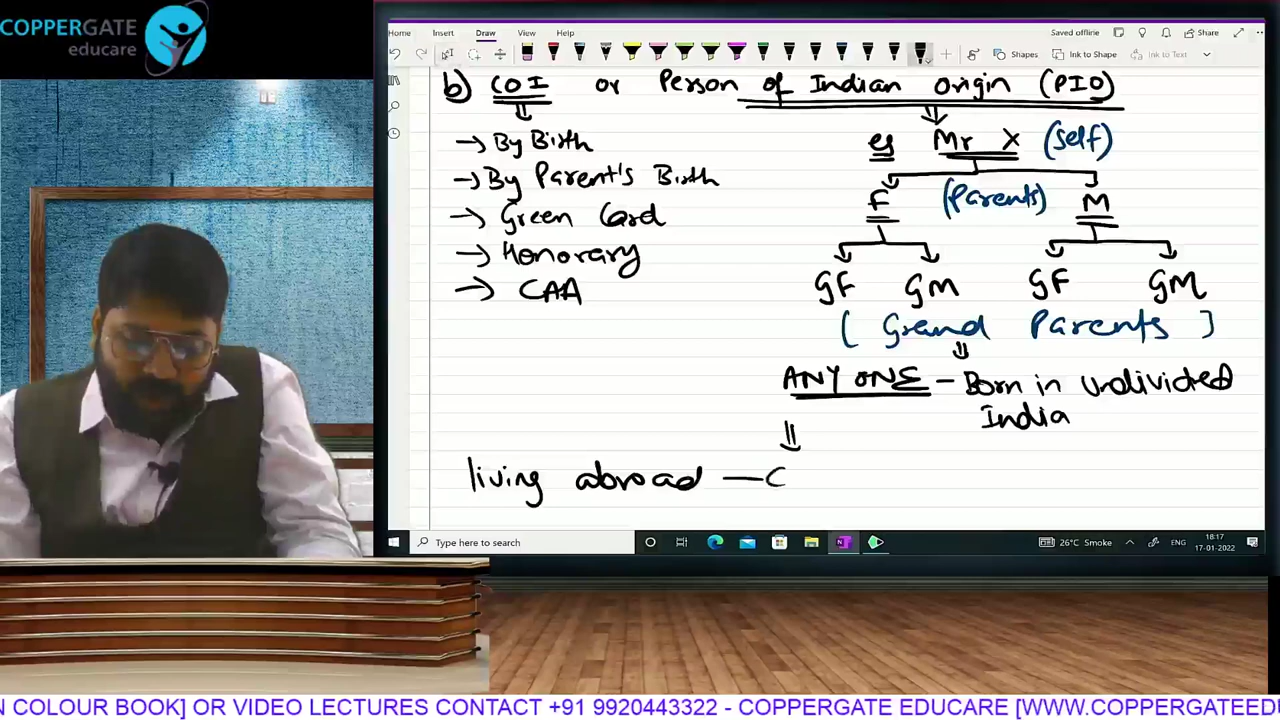 COPPERGATE
educare
Home Insert Draw View Help
Saved offline
Share
Shapes
Ink to Shape
Ink to Text
b) COI or Person of Indian Origin (PIO)
→ By Birth
→ By Parent's Birth
→ Green Card
→ Honorary
→ CAA
eg Mr X (Self)
F (Parents) M
GF GM GF GM
[ Grand Parents ]
ANY ONE - Born in undivided
India
living abroad — C
Type here to search
26°C Smoke
ENG
18:17
17-01-2022
N COLOUR BOOK] OR VIDEO LECTURES CONTACT +91 9920443322 - COPPERGATE EDUCARE [WWW.COPPERGATEEDU